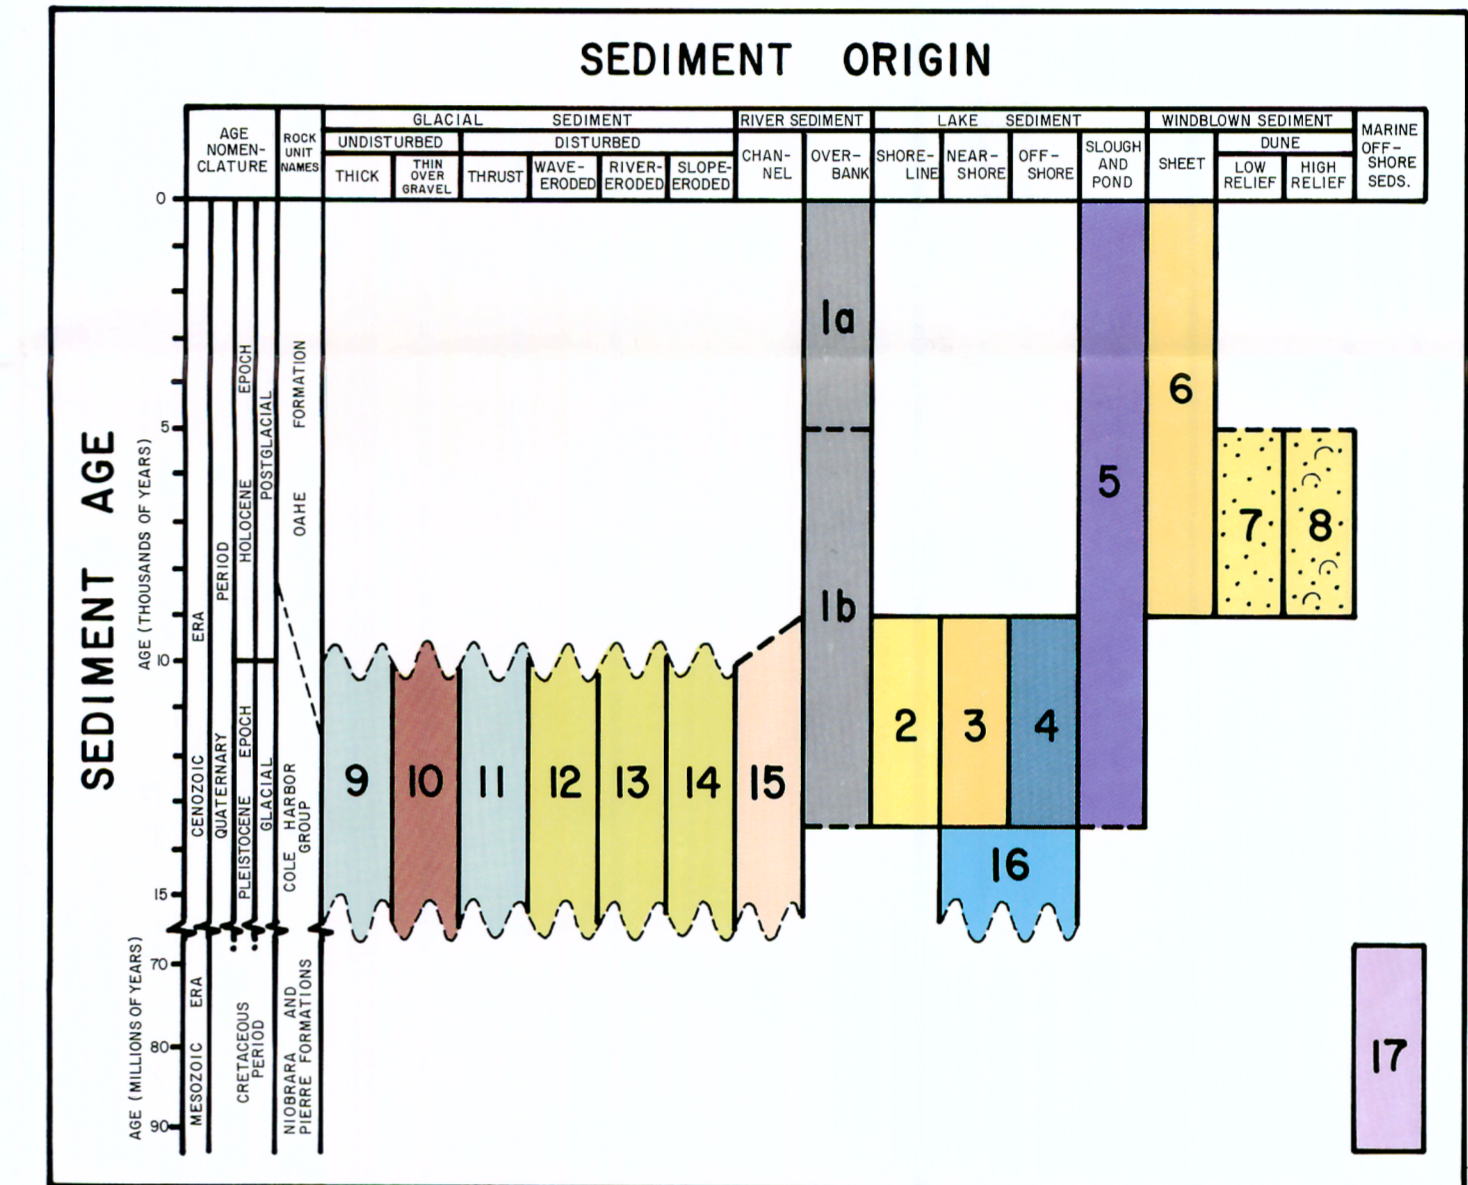 SEDIMENT ORIGIN
AGE NOMEN-CLATURE
ROCK UNIT NAMES
GLACIAL SEDIMENT
RIVER SEDIMENT
LAKE SEDIMENT
WINDBLOWN SEDIMENT
MARINE OFF-SHORE SEDS.
UNDISTURBED
DISTURBED
CHAN-NEL
OVER-BANK
SHORE-LINE
NEAR-SHORE
OFF-SHORE
SLOUGH AND POND
SHEET
DUNE
THICK
THIN OVER GRAVEL
THRUST
WAVE-ERODED
RIVER-ERODED
SLOPE-ERODED
LOW RELIEF
HIGH RELIEF
SEDIMENT AGE
AGE (THOUSANDS OF YEARS)
0
5
10
15
AGE (MILLIONS OF YEARS)
70
80
90
CENOZOIC ERA
MESOZOIC ERA
QUATERNARY PERIOD
HOLOCENE EPOCH
PLEISTOCENE EPOCH
POSTGLACIAL
GLACIAL
CRETACEOUS PERIOD
OAHE FORMATION
COLE HARBOR GROUP
NIOBRARA AND PIERRE FORMATIONS
1a
1b
2
3
4
5
6
7
8
9
10
11
12
13
14
15
16
17